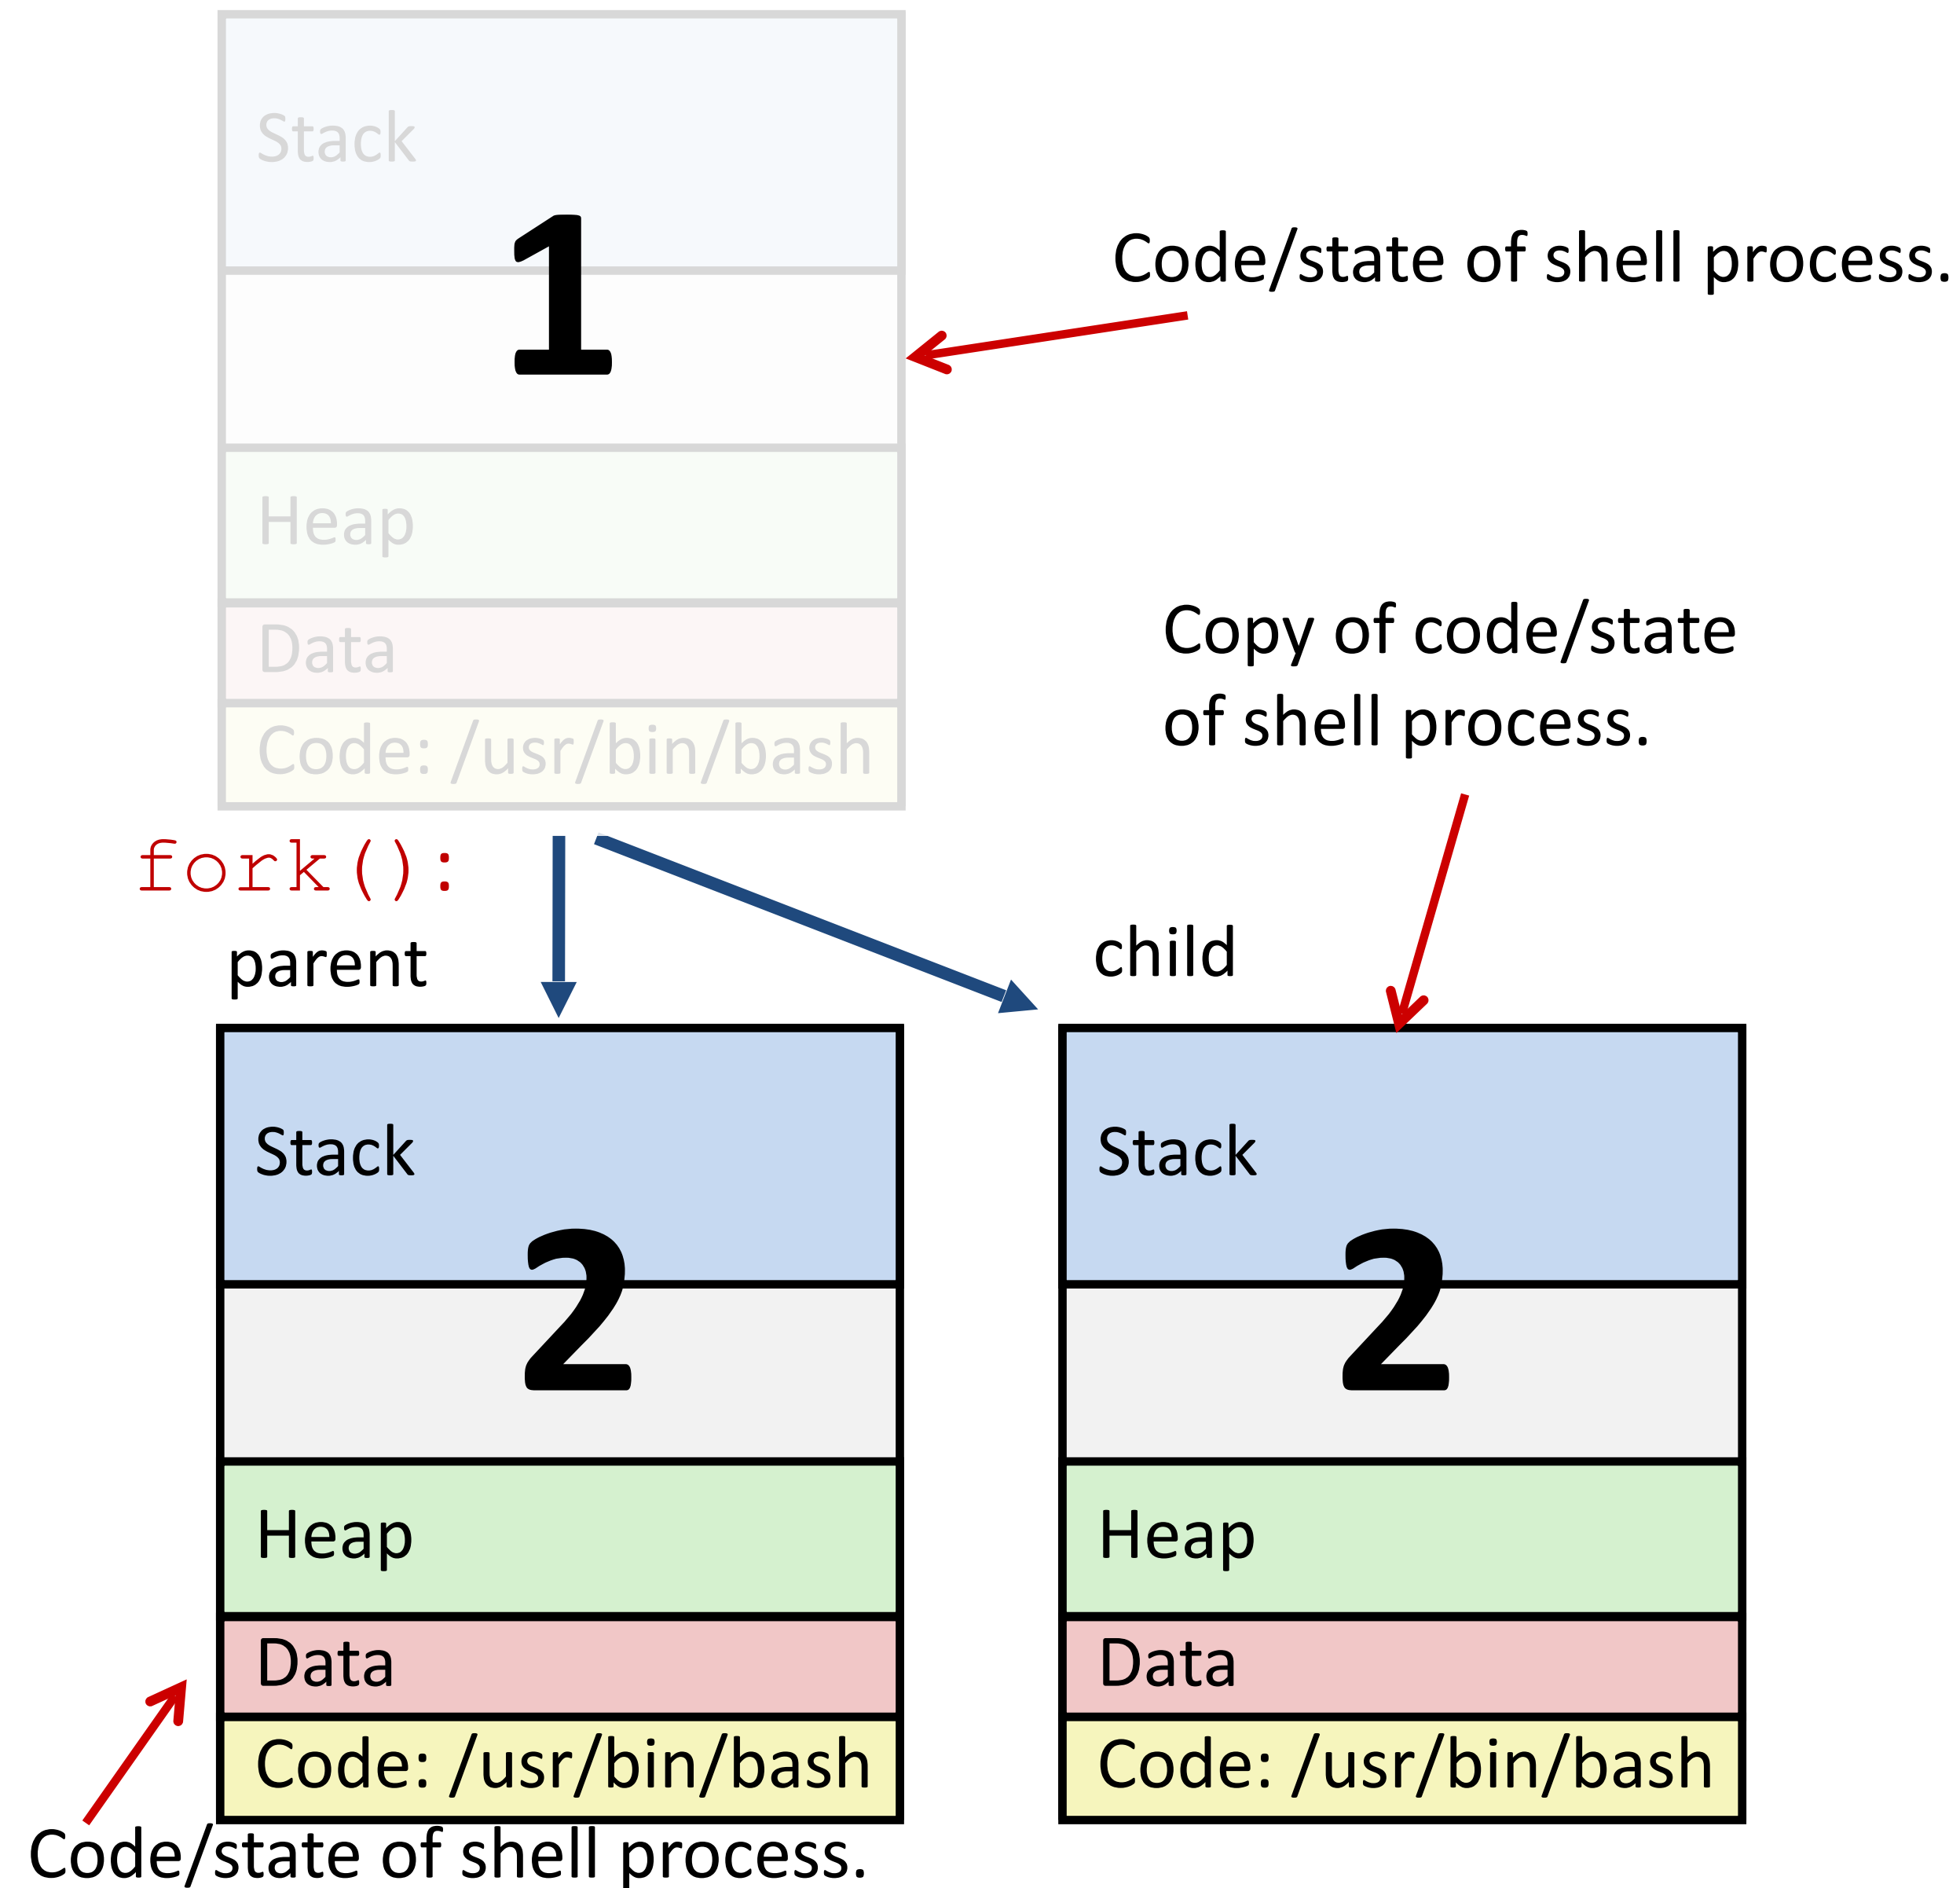 Stack
1
Code/state of shell process.
Heap
Data
Copy of code/state
of shell process.
Code: /usr/bin/bash
fork():
parent
child
Stack
2
Heap
Data
Code: /usr/bin/bash
Stack
2
Heap
Data
Code: /usr/bin/bash
Code/state of shell process.